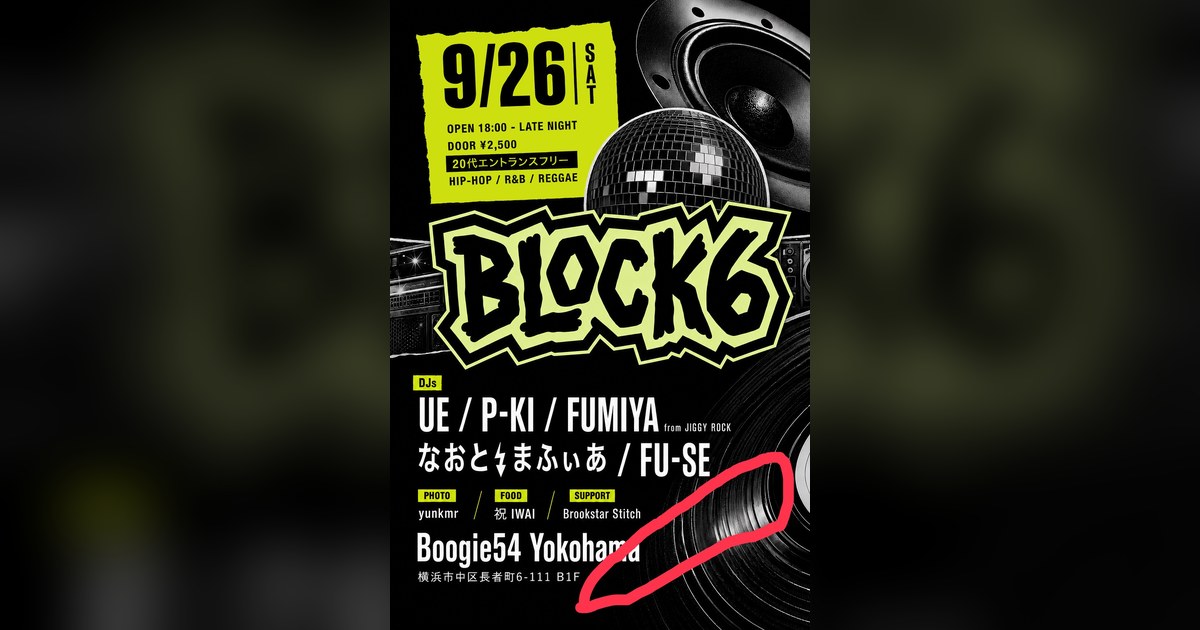 9/26 SAT
OPEN 18:00 - LATE NIGHT
DOOR ¥2,500
20代エントランスフリー
HIP-HOP / R&B / REGGAE
BLOCK6
DJs
UE / P-KI / FUMIYA from JIGGY ROCK
なおと⚡まふぃあ / FU-SE
PHOTO / FOOD / SUPPORT
yunkmr 祝 IWAI Brookstar Stitch
Boogie54 Yokohama
横浜市中区長者町6-111 B1F